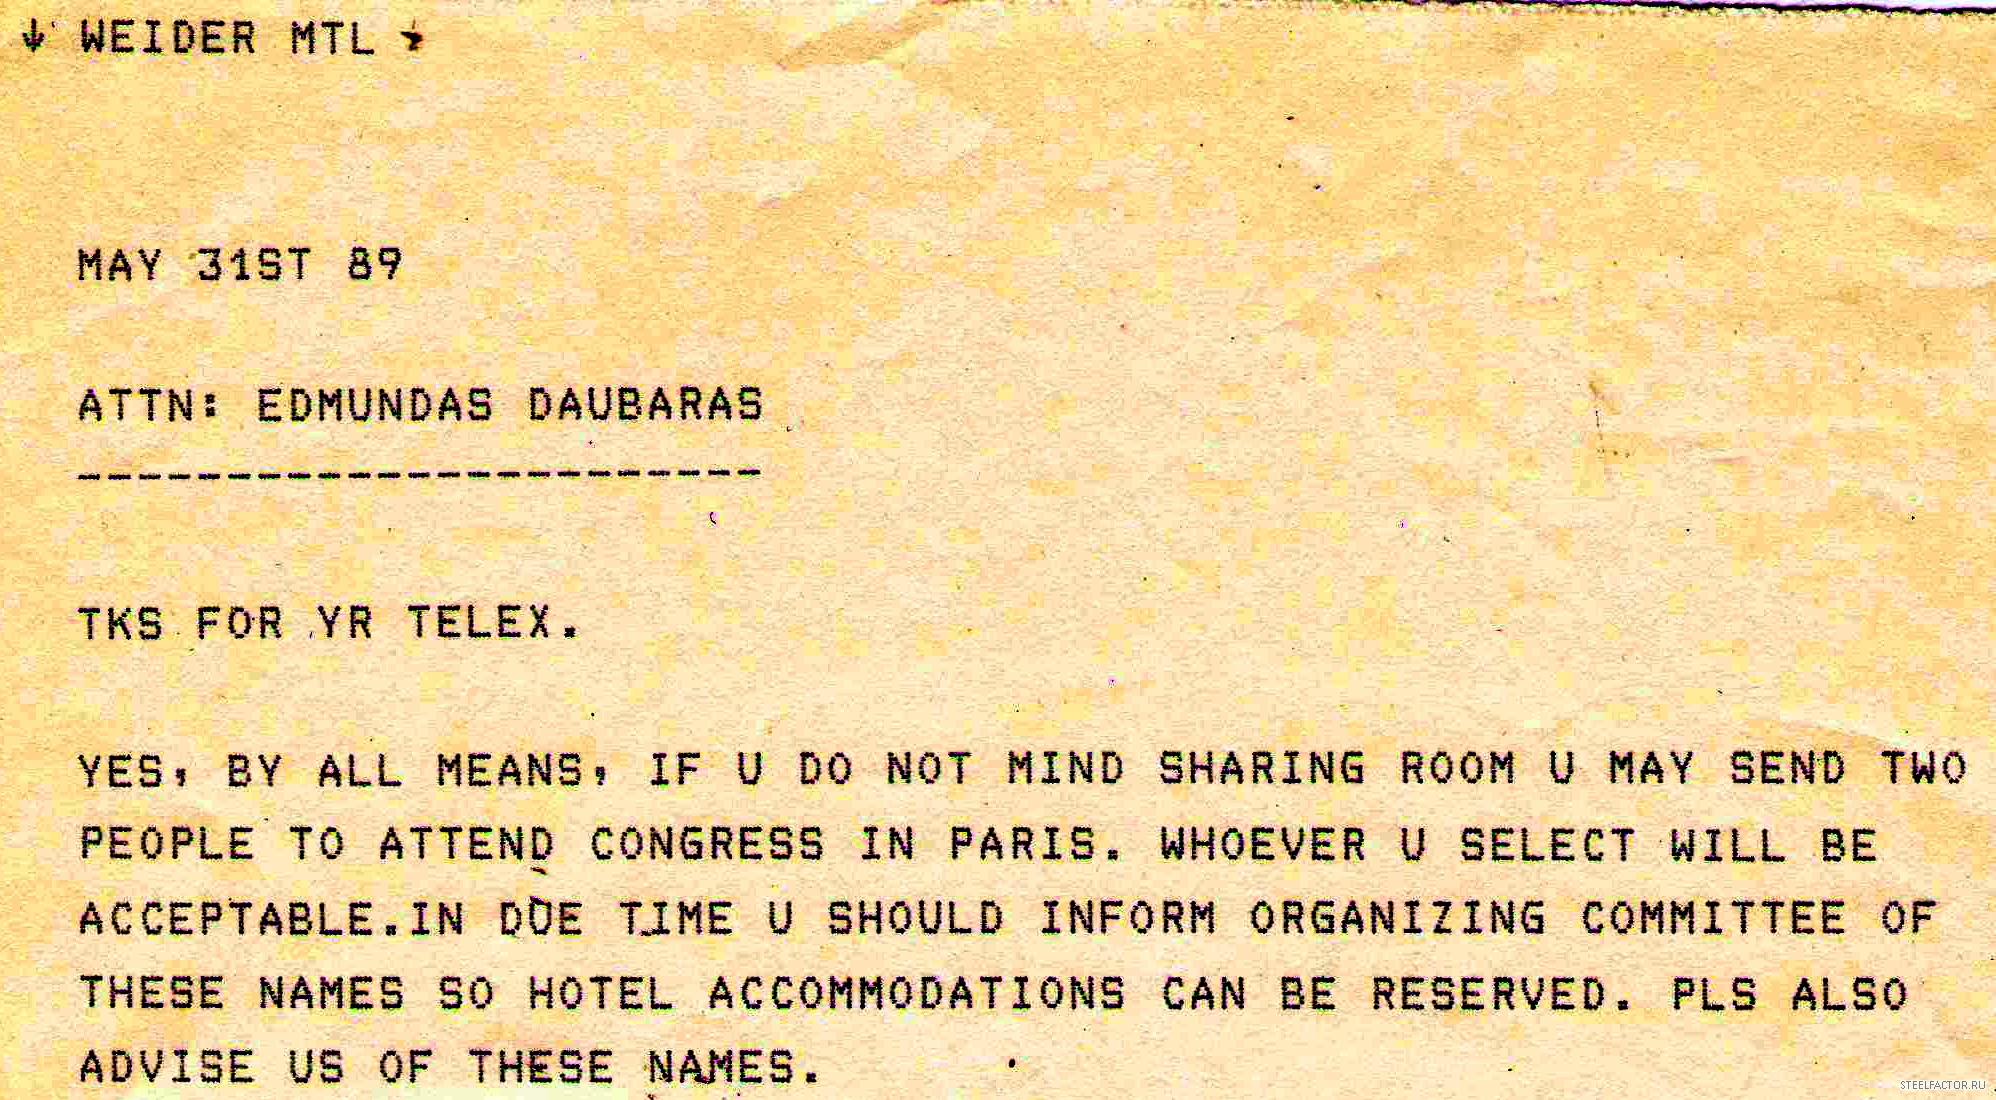 WEIDER MTL
MAY 31ST 89
ATTN: EDMUNDAS DAUBARAS
-----------------------
TKS FOR YR TELEX.
YES, BY ALL MEANS, IF U DO NOT MIND SHARING ROOM U MAY SEND TWO
PEOPLE TO ATTEND CONGRESS IN PARIS. WHOEVER U SELECT WILL BE
ACCEPTABLE.IN DUE TIME U SHOULD INFORM ORGANIZING COMMITTEE OF
THESE NAMES SO HOTEL ACCOMMODATIONS CAN BE RESERVED. PLS ALSO
ADVISE US OF THESE NAMES.
STEELFACTOR.RU